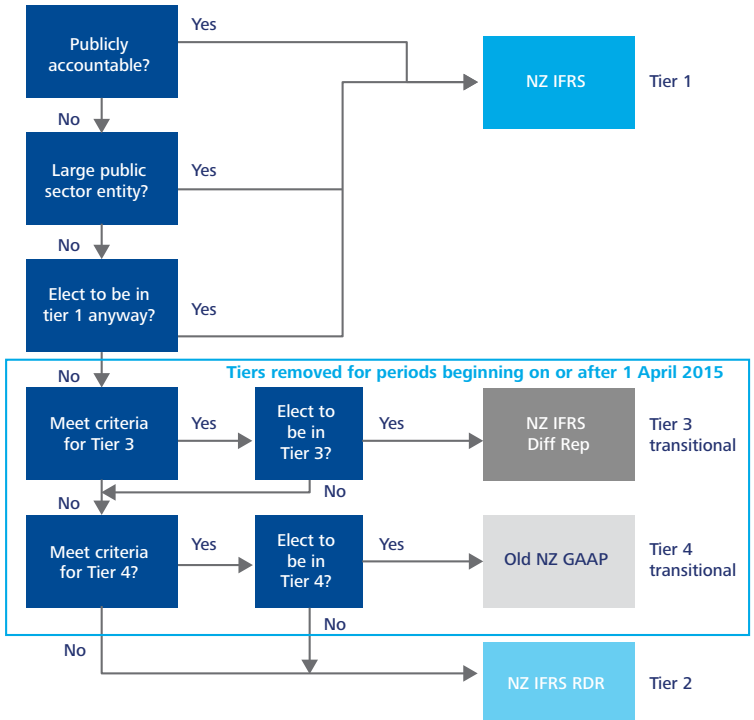 Publicly
accountable?
Yes
NZ IFRS
Tier 1
No
Large public
sector entity?
Yes
No
Elect to be in
tier 1 anyway?
Yes
No
Tiers removed for periods beginning on or after 1 April 2015
Meet criteria
for Tier 3
Yes
Elect to
be in
Tier 3?
Yes
NZ IFRS
Diff Rep
Tier 3
transitional
No
No
Meet criteria
for Tier 4?
Yes
Elect to
be in
Tier 4?
Yes
Old NZ GAAP
Tier 4
transitional
No
No
NZ IFRS RDR
Tier 2